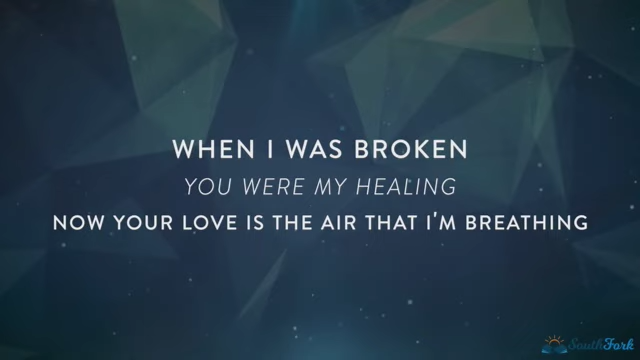 WHEN I WAS BROKEN
YOU WERE MY HEALING
NOW YOUR LOVE IS THE AIR THAT I'M BREATHING
SouthFork